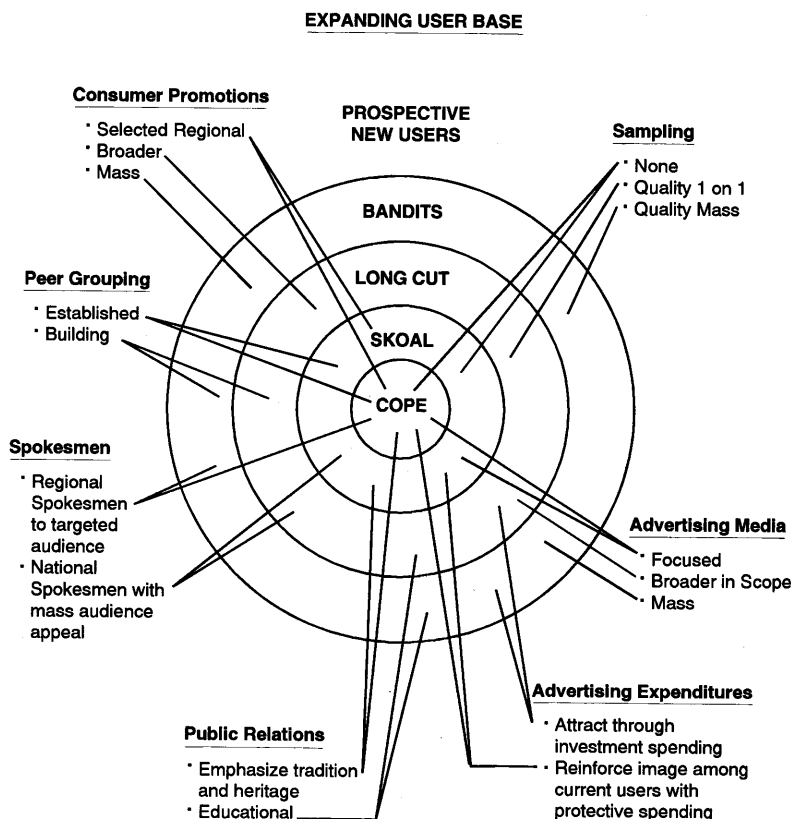 EXPANDING USER BASE
Consumer Promotions
· Selected Regional
· Broader
· Mass
PROSPECTIVE
NEW USERS
Sampling
· None
· Quality 1 on 1
· Quality Mass
BANDITS
LONG CUT
SKOAL
COPE
Peer Grouping
· Established
· Building
Spokesmen
· Regional
Spokesmen
to targeted
audience
· National
Spokesmen with
mass audience
appeal
Advertising Media
· Focused
· Broader in Scope
· Mass
Public Relations
· Emphasize tradition
and heritage
· Educational
Advertising Expenditures
· Attract through
investment spending
· Reinforce image among
current users with
protective spending